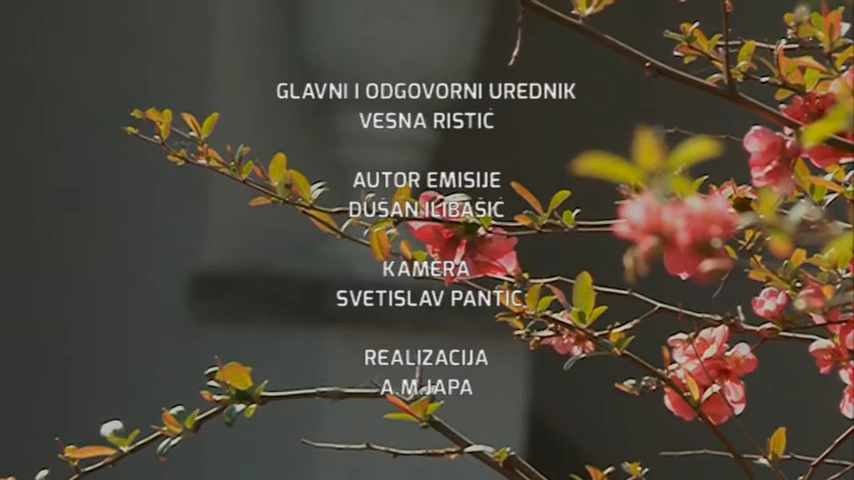 GLAVNI I ODGOVORNI UREDNIK
VESNA RISTIĆ
AUTOR EMISIJE
DUŠAN ILIBAŠIĆ
KAMERA
SVETISLAV PANTIĆ
REALIZACIJA
A.M.JAPA